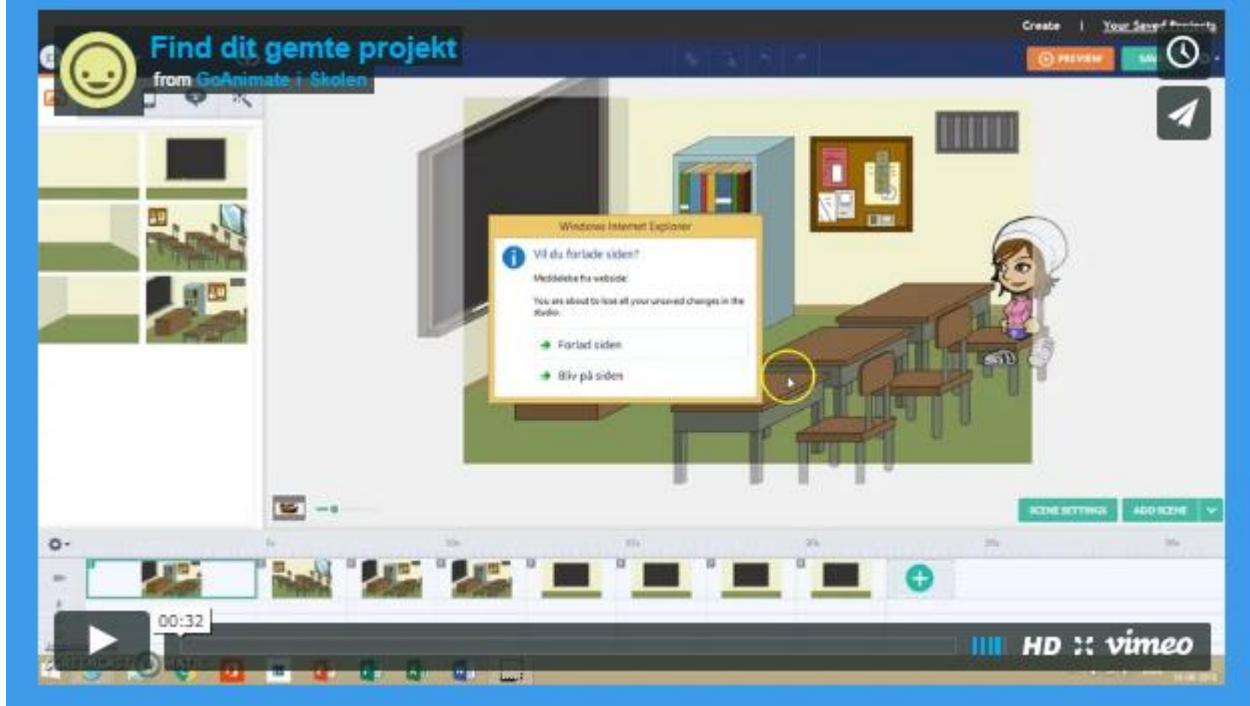 Create | Your Saved Projects
Find dit gemte projekt
from GoAnimate i Skolen
PREVIEW
Windows Internet Explorer
Vil du forlade siden?
Meddelelse fra webside:
You are about to lose all your unsaved changes in the
studio.
Forlad siden
Bliv på siden
SCENE SETTINGS
ADD SCENE
00:32
HD
vimeo